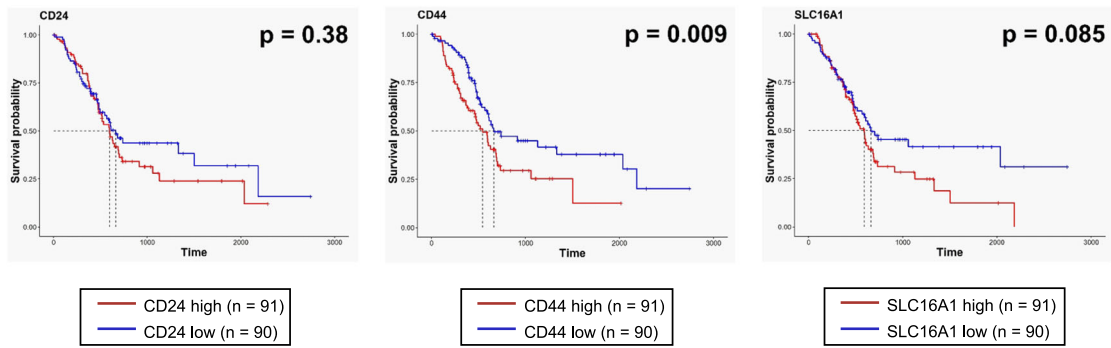 CD24
p = 0.38
1.00
0.75
0.50
0.25
0.00
Survival probability
0
1000
2000
3000
Time
CD24 high (n = 91)
CD24 low (n = 90)
CD44
p = 0.009
1.00
0.75
0.50
0.25
0.00
Survival probability
0
1000
2000
3000
Time
CD44 high (n = 91)
CD44 low (n = 90)
SLC16A1
p = 0.085
1.00
0.75
0.50
0.25
0.00
Survival probability
0
1000
2000
3000
Time
SLC16A1 high (n = 91)
SLC16A1 low (n = 90)